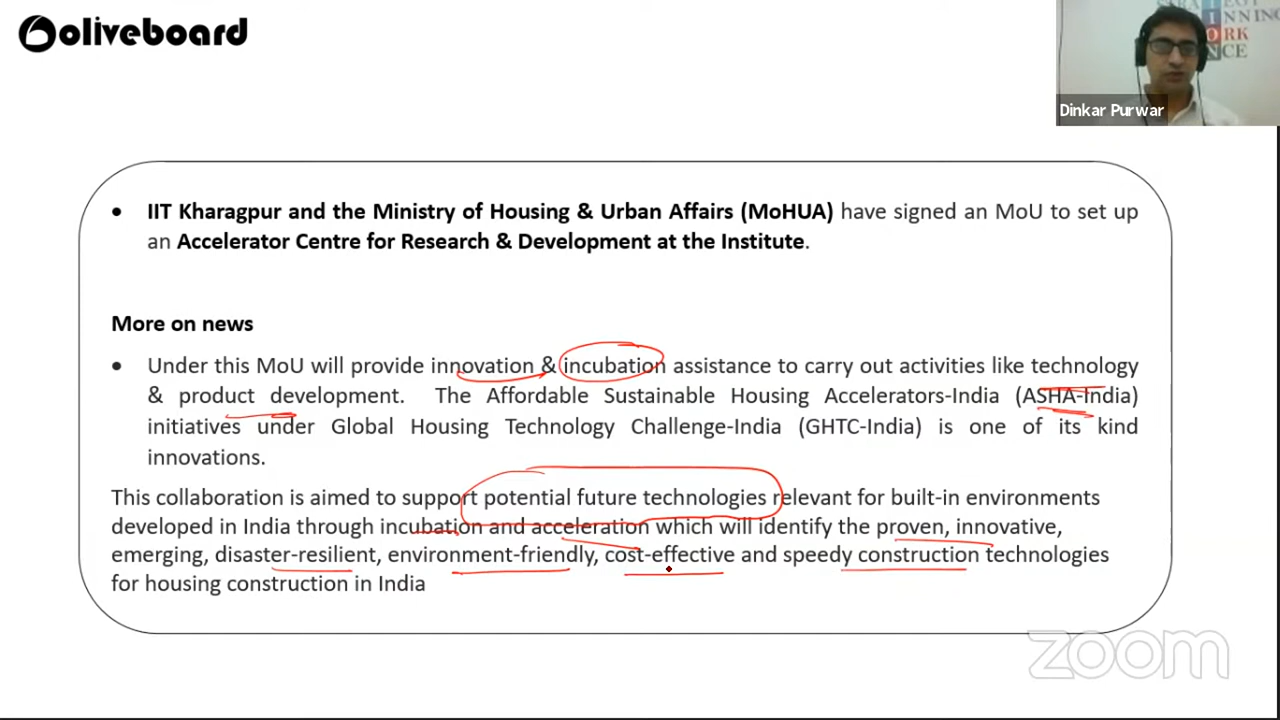 oliveboard
INNING
ORK
NCE
Dinkar Purwar
• IIT Kharagpur and the Ministry of Housing & Urban Affairs (MoHUA) have signed an MoU to set up
an Accelerator Centre for Research & Development at the Institute.
More on news
• Under this MoU will provide innovation & incubation assistance to carry out activities like technology
& product development. The Affordable Sustainable Housing Accelerators-India (ASHA-India)
initiatives under Global Housing Technology Challenge-India (GHTC-India) is one of its kind
innovations.
This collaboration is aimed to support potential future technologies relevant for built-in environments
developed in India through incubation and acceleration which will identify the proven, innovative,
emerging, disaster-resilient, environment-friendly, cost-effective and speedy construction technologies
for housing construction in India
zoom